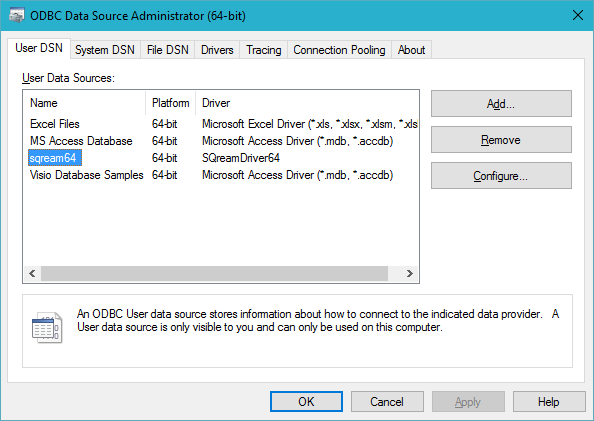 ODBC Data Source Administrator (64-bit)
User DSN System DSN File DSN Drivers Tracing Connection Pooling About
User Data Sources:
Name Platform Driver
Excel Files 64-bit Microsoft Excel Driver (*.xls, *.xlsx, *.xlsm, *.xls
MS Access Database 64-bit Microsoft Access Driver (*.mdb, *.accdb)
sqream64 64-bit SQreamDriver64
Visio Database Samples 64-bit Microsoft Access Driver (*.mdb, *.accdb)
Add...
Remove
Configure...
An ODBC User data source stores information about how to connect to the indicated data provider. A
User data source is only visible to you and can only be used on this computer.
OK Cancel Apply Help